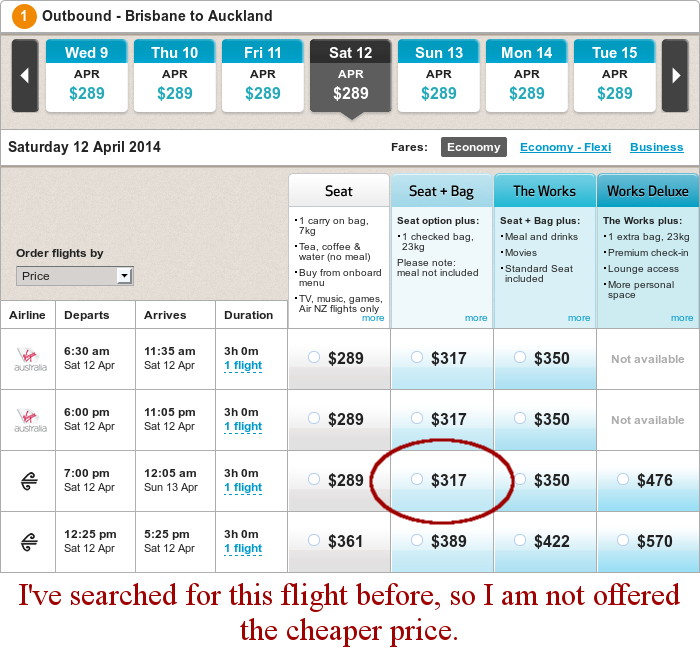 1 Outbound - Brisbane to Auckland
Wed 9 Thu 10 Fri 11 Sat 12 Sun 13 Mon 14 Tue 15
APR APR APR APR APR APR APR
$289 $289 $289 $289 $289 $289 $289
Saturday 12 April 2014 Fares: Economy Economy - Flexi Business
Seat Seat + Bag The Works Works Deluxe
• 1 carry on bag, 7kg
• Tea, coffee & water (no meal)
• Buy from onboard menu
• TV, music, games, Air NZ flights only
more
Seat option plus:
• 1 checked bag, 23kg
Please note: meal not included
more
Seat + Bag plus:
• Meal and drinks
• Movies
• Standard Seat included
more
The Works plus:
• 1 extra bag, 23kg
• Premium check-in
• Lounge access
• More personal space
more
Order flights by
Price
Airline Departs Arrives Duration
Virgin australia 6:30 am 11:35 am 3h 0m $289 $317 $350 Not available
Sat 12 Apr Sat 12 Apr 1 flight
Virgin australia 6:00 pm 11:05 pm 3h 0m $289 $317 $350 Not available
Sat 12 Apr Sat 12 Apr 1 flight
7:00 pm 12:05 am 3h 0m $289 $317 $350 $476
Sat 12 Apr Sun 13 Apr 1 flight
12:25 pm 5:25 pm 3h 0m $361 $389 $422 $570
Sat 12 Apr Sat 12 Apr 1 flight
I've searched for this flight before, so I am not offered
the cheaper price.